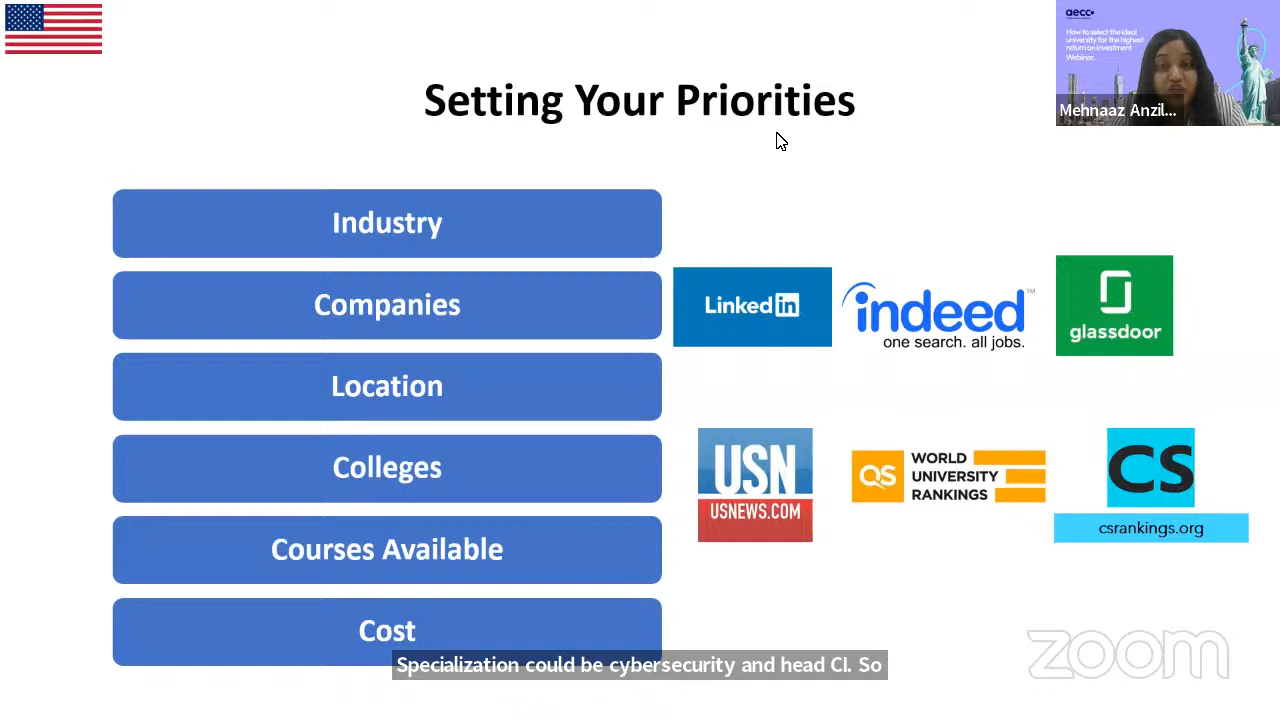 aecc
How to select the ideal
university for the highest
return on investment
Webinar.
Mehnaaz Anzil...
Setting Your Priorities
Industry
Companies
Location
Colleges
Courses Available
Cost
Linked in
indeed™
one search. all jobs.
glassdoor
USN
USNEWS.COM
QS
WORLD
UNIVERSITY
RANKINGS
CS
csrankings.org
Specialization could be cybersecurity and head CI. So
zoom